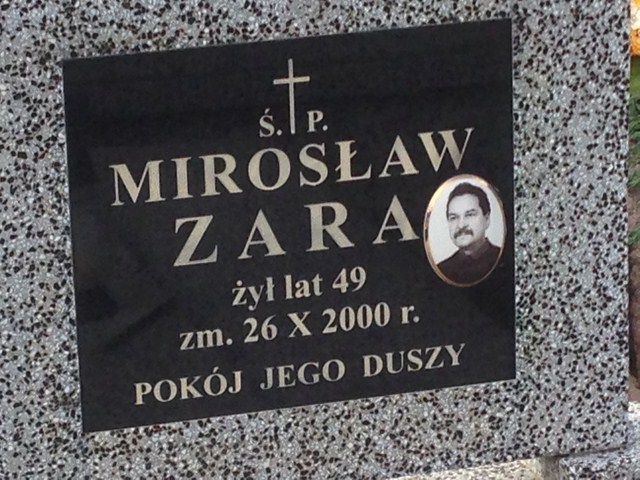 Ś. P.
MIROSŁAW
ZARA
żył lat 49
zm. 26 X 2000 r.
POKÓJ JEGO DUSZY